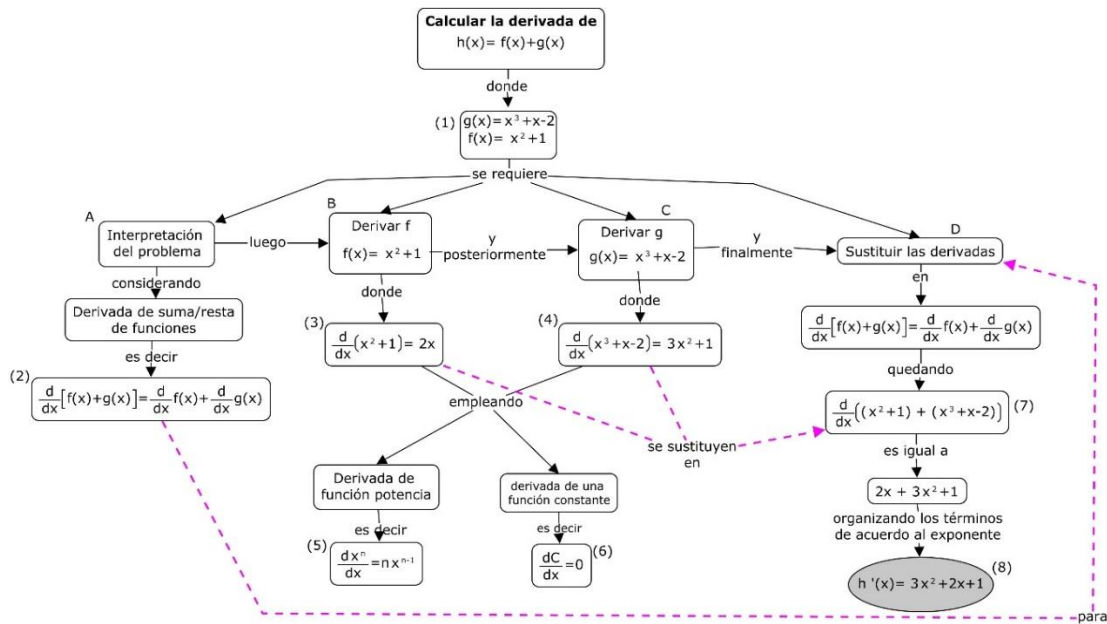 Calcular la derivada de
h(x)= f(x)+g(x)
donde
(1)
g(x)=x³+x-2
f(x)= x²+1
se requiere
A
Interpretación
del problema
luego
B
Derivar f
f(x)= x²+1
y
posteriormente
C
Derivar g
g(x)= x³+x-2
y
finalmente
D
Sustituir las derivadas
considerando
Derivada de suma/resta
de funciones
es decir
(2)
d/dx[f(x)+g(x)]=d/dx f(x)+d/dx g(x)
donde
(3)
d/dx(x²+1)= 2x
donde
(4)
d/dx(x³+x-2)= 3x²+1
en
d/dx[f(x)+g(x)]=d/dx f(x)+d/dx g(x)
quedando
d/dx((x²+1) + (x³+x-2))
(7)
empleando
se sustituyen
en
Derivada de
función potencia
es decir
(5)
dxⁿ/dx=nxⁿ⁻¹
derivada de una
función constante
es decir
dC/dx=0
(6)
es igual a
2x + 3x²+1
organizando los términos
de acuerdo al exponente
h '(x)= 3x²+2x+1
(8)
para